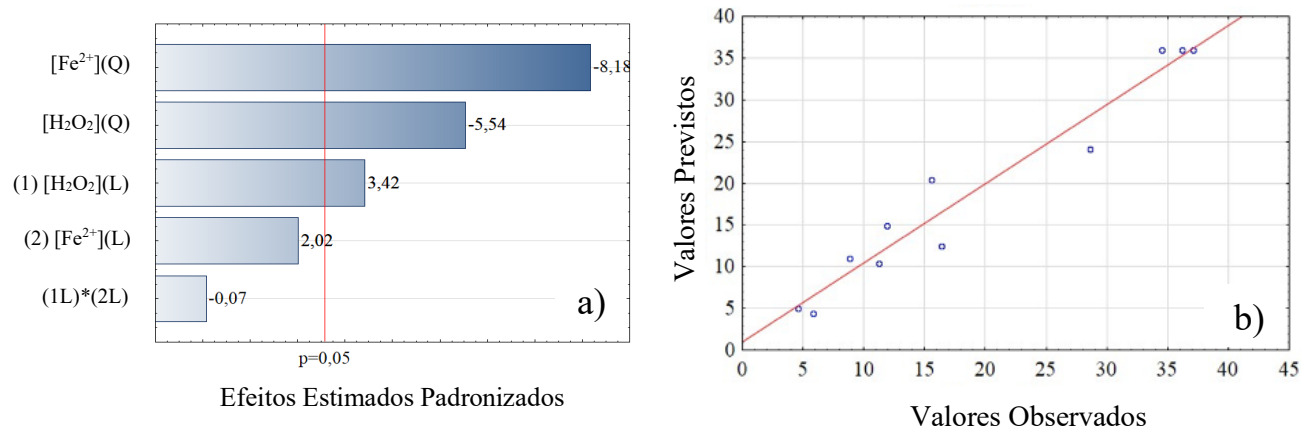 [Fe²⁺](Q)
-8,18
[H₂O₂](Q)
-5,54
(1) [H₂O₂](L)
3,42
(2) [Fe²⁺](L)
2,02
(1L)*(2L)
-0,07
a)
p=0,05
Efeitos Estimados Padronizados
Valores Previstos
40
35
30
25
20
15
10
5
0
b)
0 5 10 15 20 25 30 35 40 45
Valores Observados